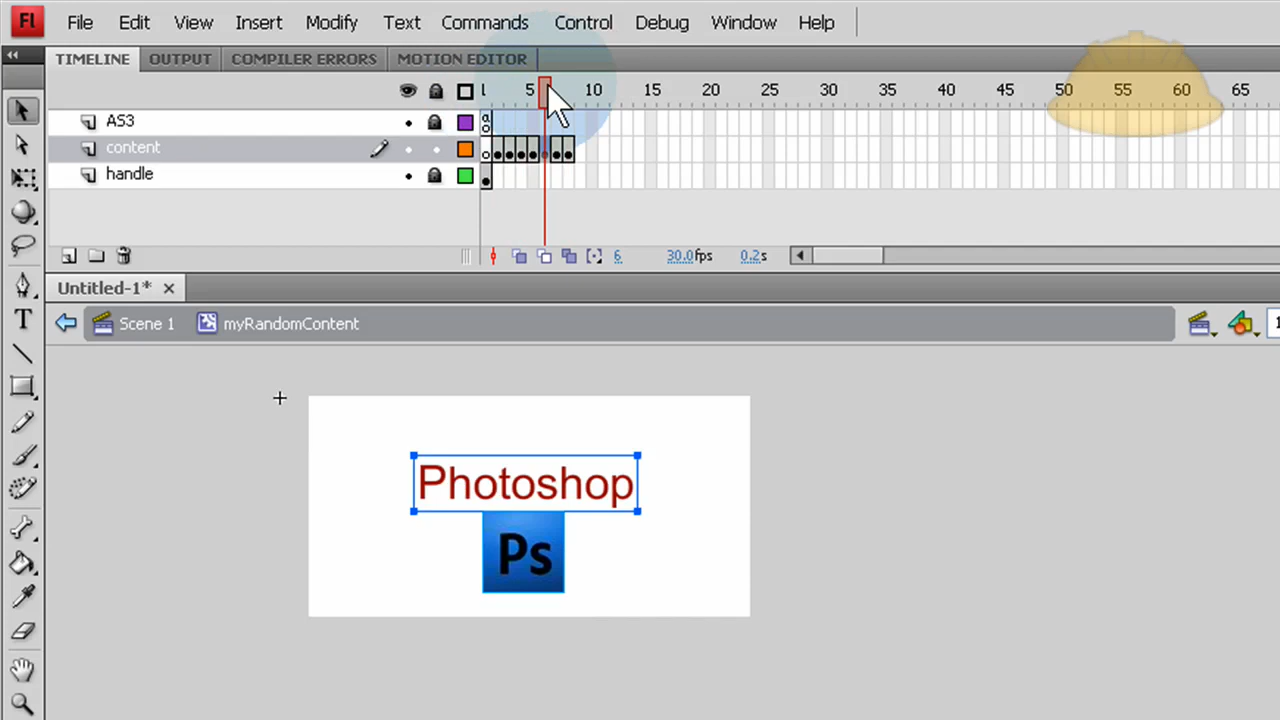 Fl File Edit View Insert Modify Text Commands Control Debug Window Help
TIMELINE OUTPUT COMPILER ERRORS MOTION EDITOR
5 10 15 20 25 30 35 40 45 50 55 60 65
AS3 a
content
handle
6 30.0fps 0.2s
Untitled-1*
Scene 1 myRandomContent 1
T
Photoshop
Ps